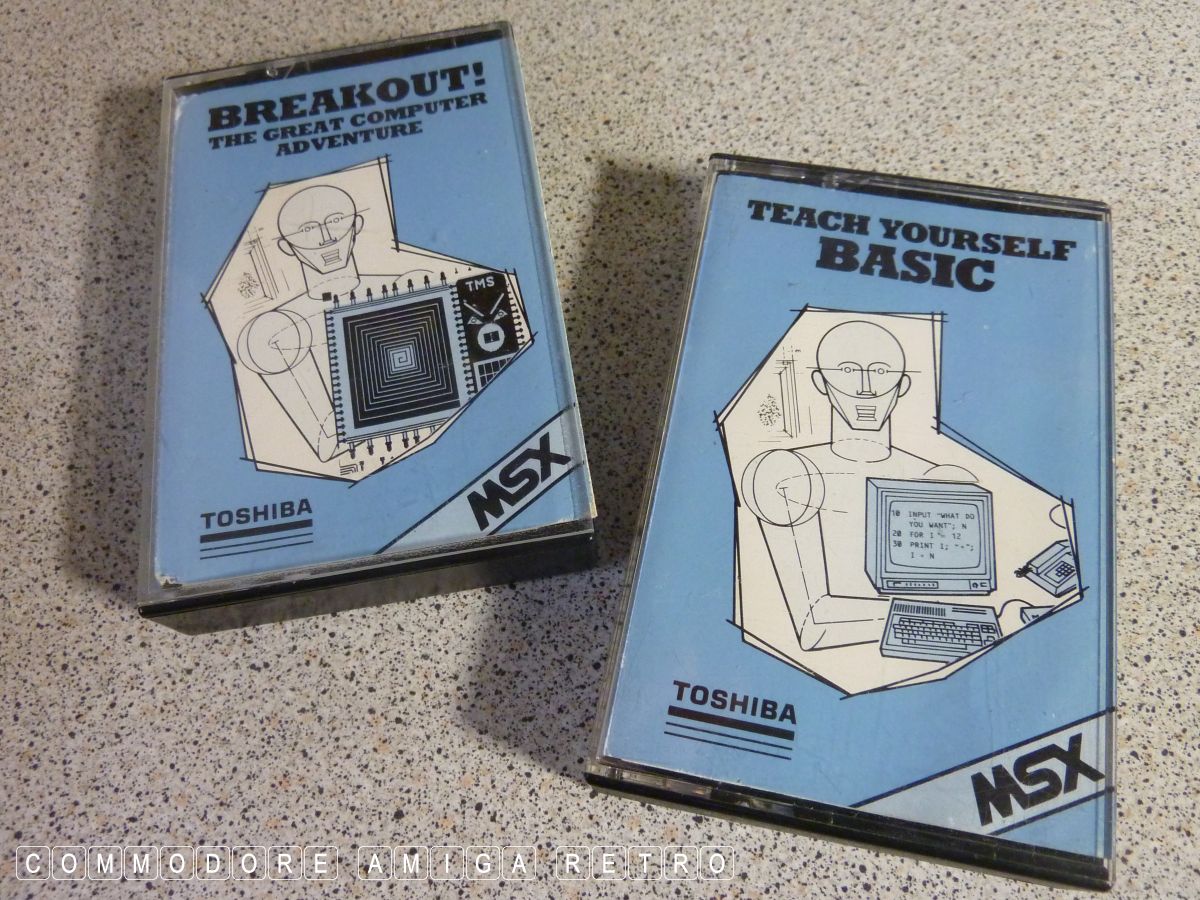 BREAKOUT!
THE GREAT COMPUTER
ADVENTURE
TMS
TOSHIBA
MSX
TEACH YOURSELF
BASIC
10 INPUT "WHAT DO
YOU WANT"; N
20 FOR I = 12
30 PRINT I; "*";
I * N
TOSHIBA
MSX
COMMODORE AMIGA RETRO